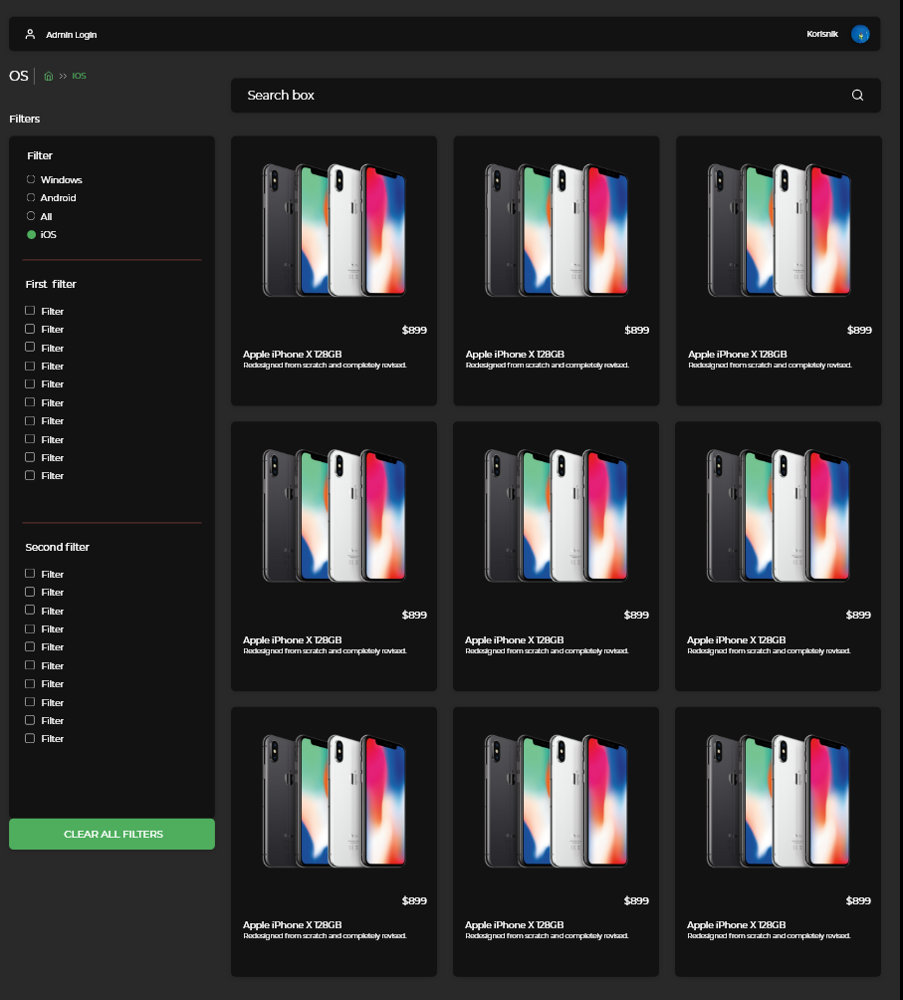 Admin Login
Korisnik
OS
>> IOS
Search box
Filters
Filter
Windows
Android
All
iOS
First filter
Filter
Filter
Filter
Filter
Filter
Filter
Filter
Filter
Filter
Filter
Second filter
Filter
Filter
Filter
Filter
Filter
Filter
Filter
Filter
Filter
Filter
CLEAR ALL FILTERS
$899
Apple iPhone X 128GB
Redesigned from scratch and completely revised.
$899
Apple iPhone X 128GB
Redesigned from scratch and completely revised.
$899
Apple iPhone X 128GB
Redesigned from scratch and completely revised.
$899
Apple iPhone X 128GB
Redesigned from scratch and completely revised.
$899
Apple iPhone X 128GB
Redesigned from scratch and completely revised.
$899
Apple iPhone X 128GB
Redesigned from scratch and completely revised.
$899
Apple iPhone X 128GB
Redesigned from scratch and completely revised.
$899
Apple iPhone X 128GB
Redesigned from scratch and completely revised.
$899
Apple iPhone X 128GB
Redesigned from scratch and completely revised.